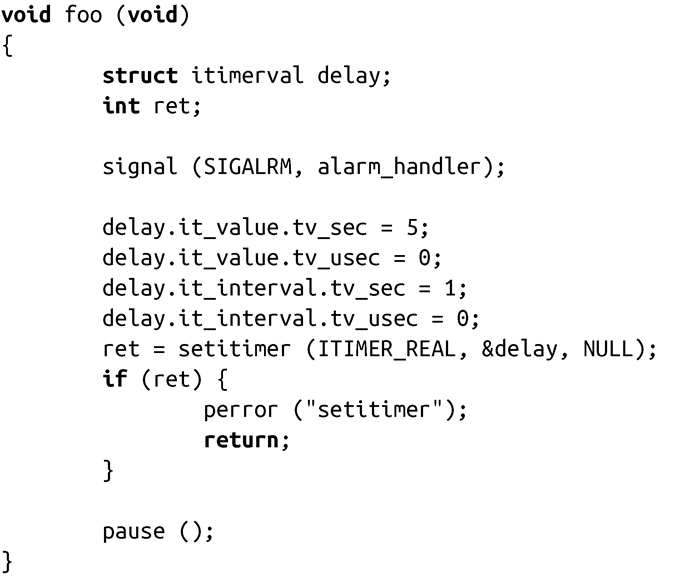 void foo (void)
{
        struct itimerval delay;
        int ret;

        signal (SIGALRM, alarm_handler);

        delay.it_value.tv_sec = 5;
        delay.it_value.tv_usec = 0;
        delay.it_interval.tv_sec = 1;
        delay.it_interval.tv_usec = 0;
        ret = setitimer (ITIMER_REAL, &delay, NULL);
        if (ret) {
                perror ("setitimer");
                return;
        }

        pause ();
}